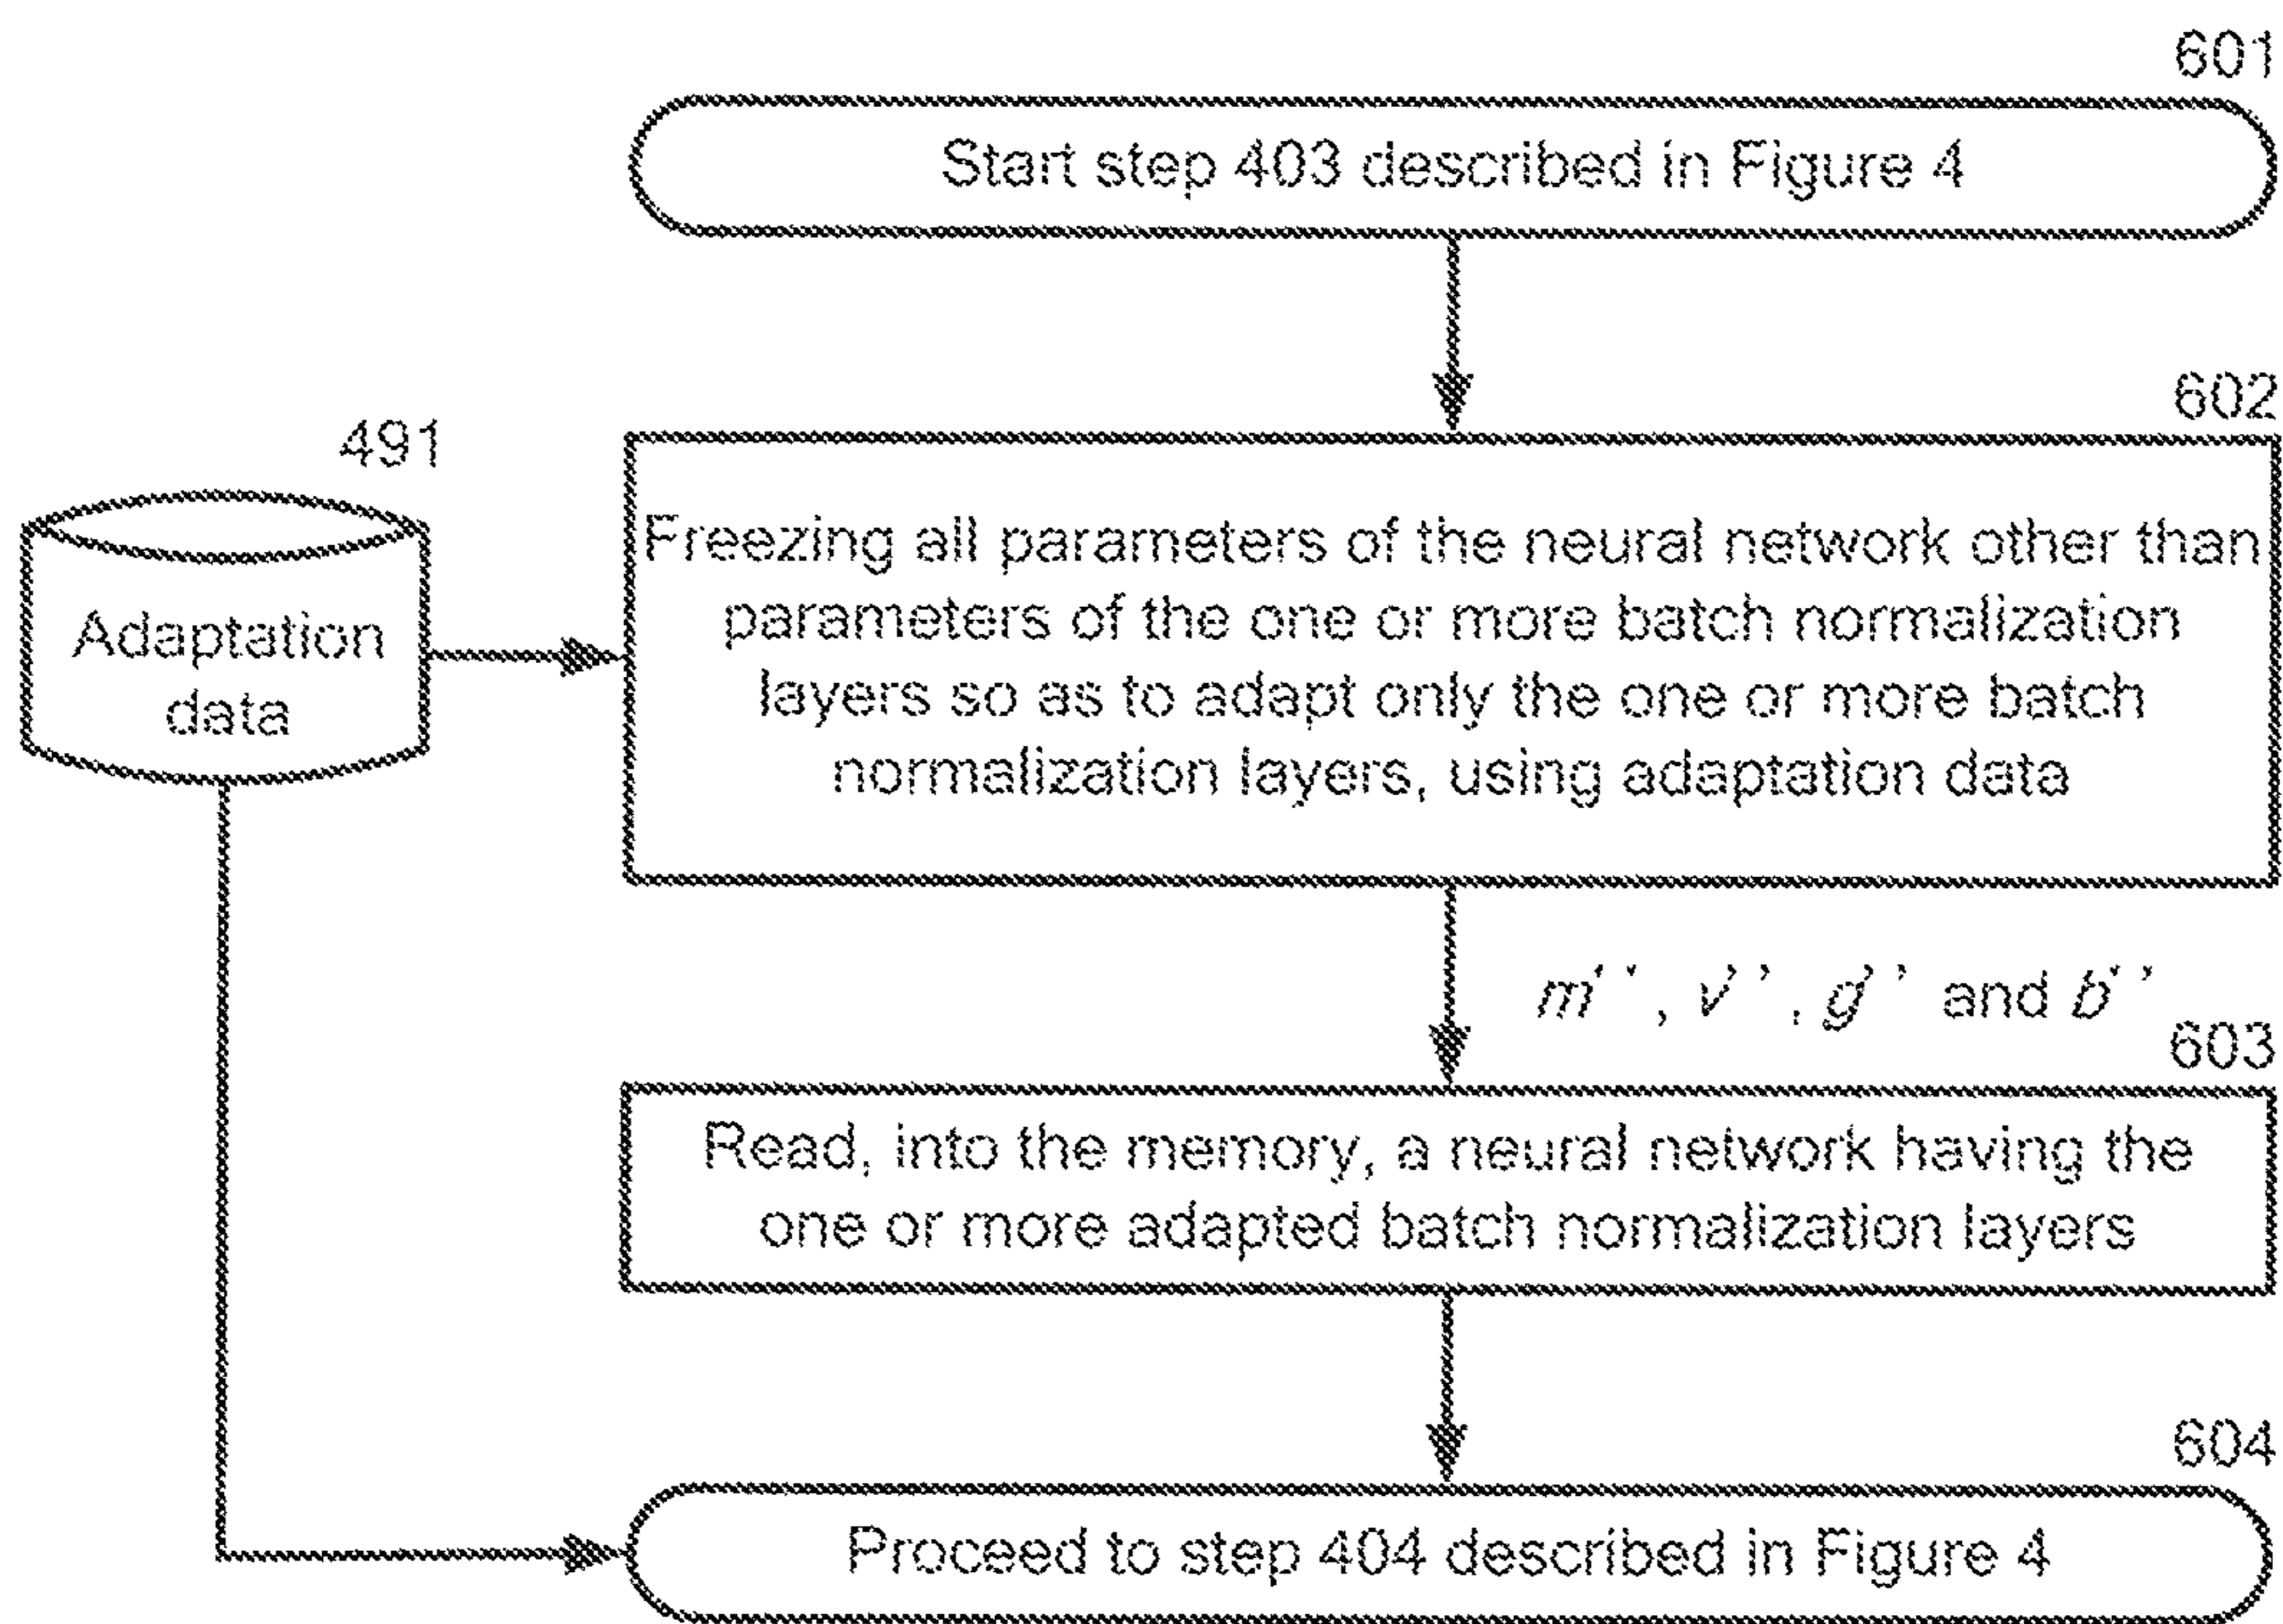 601
Start step 403 described in Figure 4
602
491
Freezing all parameters of the neural network other than
parameters of the one or more batch normalization
layers so as to adapt only the one or more batch
normalization layers, using adaptation data
Adaptation
data
m’’, v’’, g’’ and b’’
603
Read, into the memory, a neural network having the
one or more adapted batch normalization layers
604
Proceed to step 404 described in Figure 4